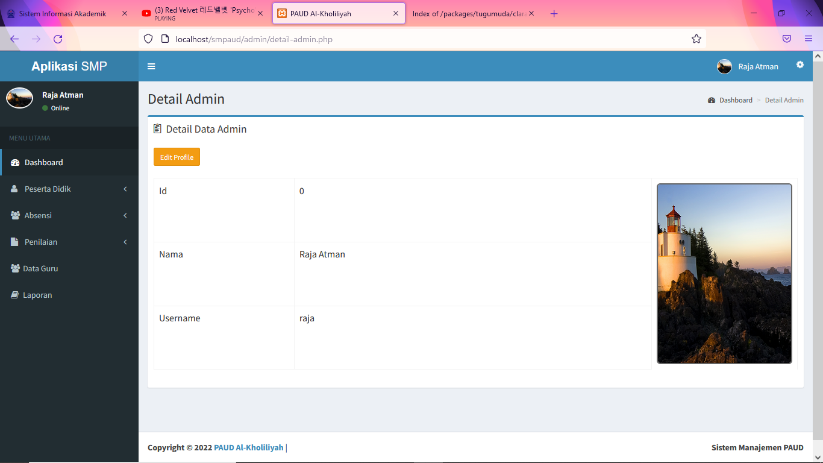 Sistem Informasi Akademik
(3) Red Velvet 레드벨벳 'Psycho
PLAYING
PAUD Al-Kholiliyah
Index of /packages/tugumuda/clas
localhost/smpaud/admin/detail-admin.php
Aplikasi SMP
Raja Atman
Raja Atman
Online
MENU UTAMA
Dashboard
Peserta Didik
Absensi
Penilaian
Data Guru
Laporan
Detail Admin
Dashboard > Detail Admin
Detail Data Admin
Edit Profile
Id 0
Nama Raja Atman
Username raja
Copyright © 2022 PAUD Al-Kholiliyah |
Sistem Manajemen PAUD